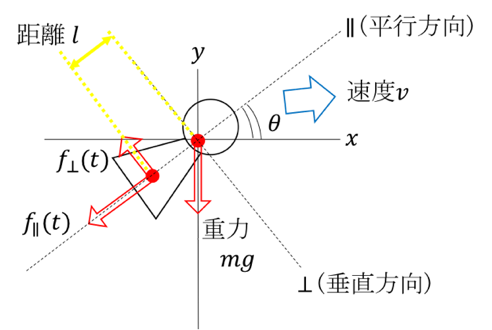 距離 l
y
∥(平行方向)
速度v
θ
x
f⊥(t)
f∥(t)
重力
mg
⊥(垂直方向)